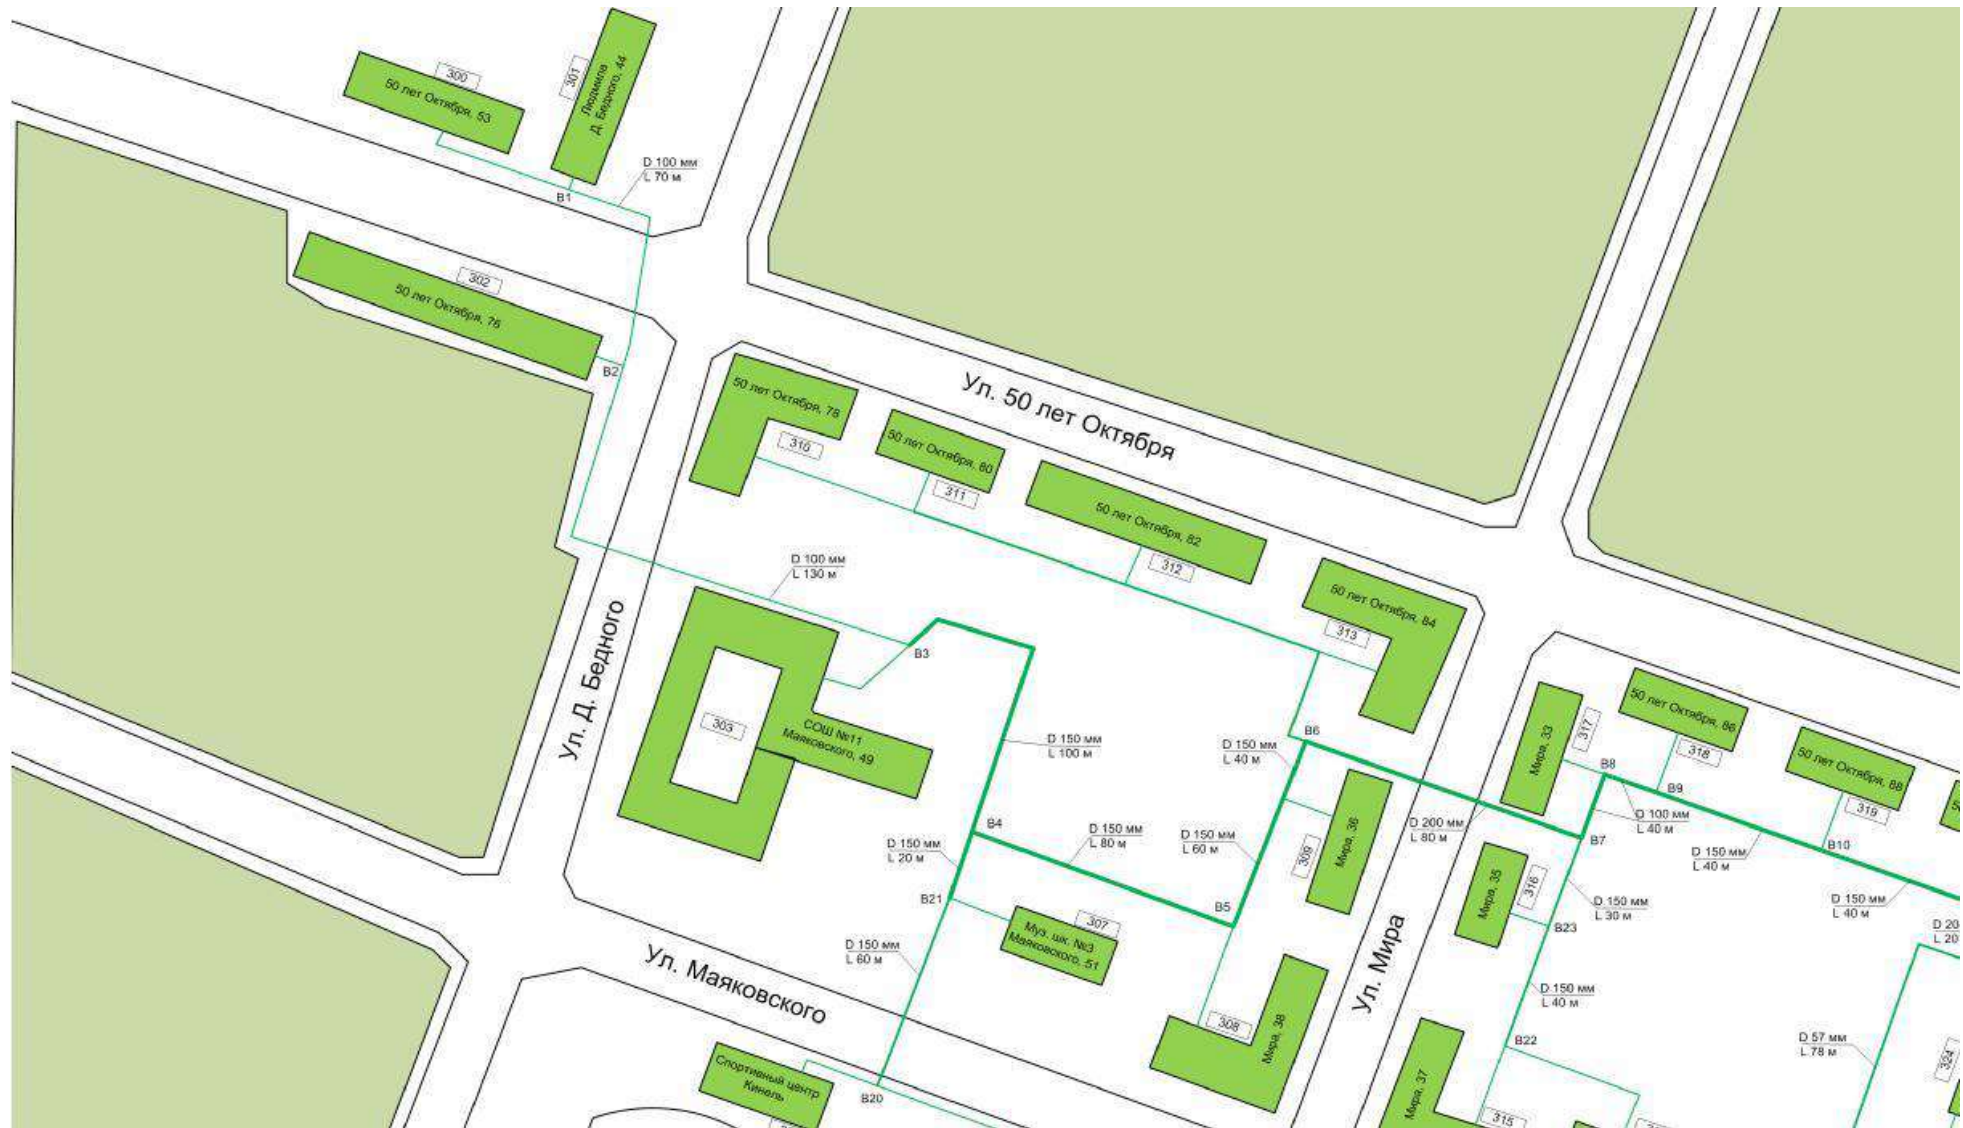 300
50 лет Октября, 53
301
Людмила
Д. Бедного, 44
D 100 мм
L 70 м
В1
302
50 лет Октября, 76
В2
Ул. 50 лет Октября
50 лет Октября, 78
310
50 лет Октября, 80
311
50 лет Октября, 82
312
50 лет Октября, 84
313
D 100 мм
L 130 м
Ул. Д. Бедного
В3
303
СОШ №11
Маяковского, 49
D 150 мм
L 100 м
D 150 мм
L 40 м
В6
Мира, 33
317
50 лет Октября, 86
318
50 лет Октября, 88
319
В8
В9
D 100 мм
L 40 м
D 200 мм
L 80 м
В7
D 150 мм
L 40 м
В10
В4
D 150 мм
L 20 м
D 150 мм
L 80 м
D 150 мм
L 60 м
309
Мира, 36
Мира, 35
316
D 150 мм
L 30 м
D 150 мм
L 40 м
В21
В5
В23
D 20
L 20
307
Муз. шк. №3
Маяковского, 51
D 150 мм
L 60 м
Ул. Маяковского
Ул. Мира
D 150 мм
L 40 м
308
Мира, 38
В22
D 57 мм
L 78 м
324
Спортивный центр
Кинель
В20
Мира, 37
315